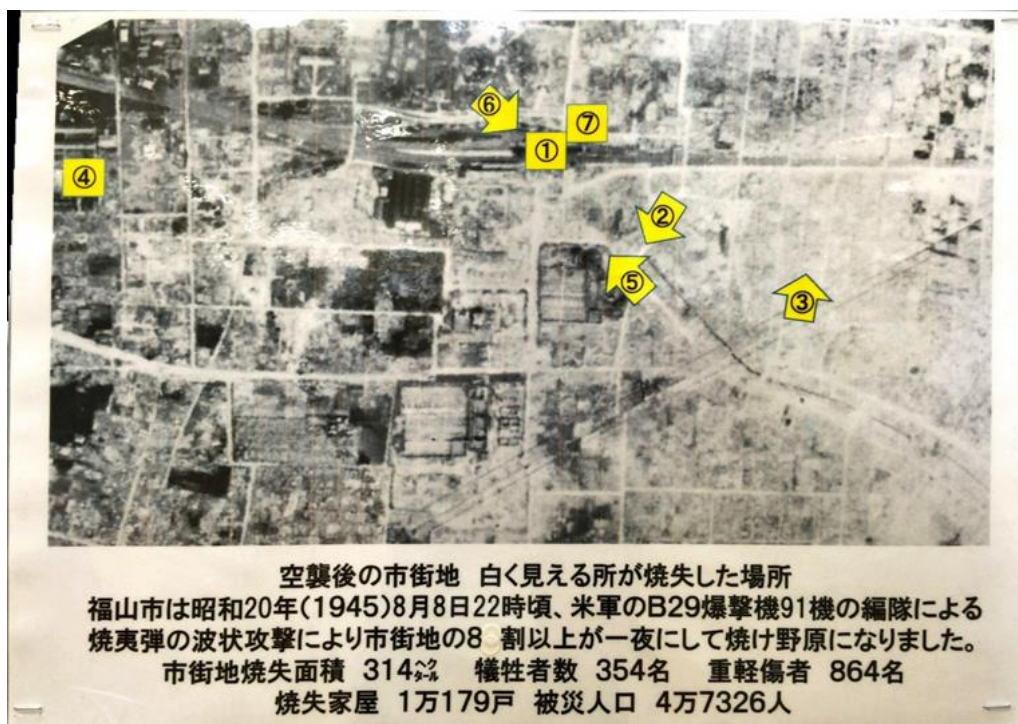 ⑥
⑦
①
④
②
⑤
③
空襲後の市街地 白く見える所が焼失した場所
福山市は昭和20年(1945)8月8日22時頃、米軍のB29爆撃機91機の編隊による
焼夷弾の波状攻撃により市街地の8割以上が一夜にして焼け野原になりました。
市街地焼失面積 314㌶ 犠牲者数 354名 重軽傷者 864名
焼失家屋 1万179戸 被災人口 4万7326人